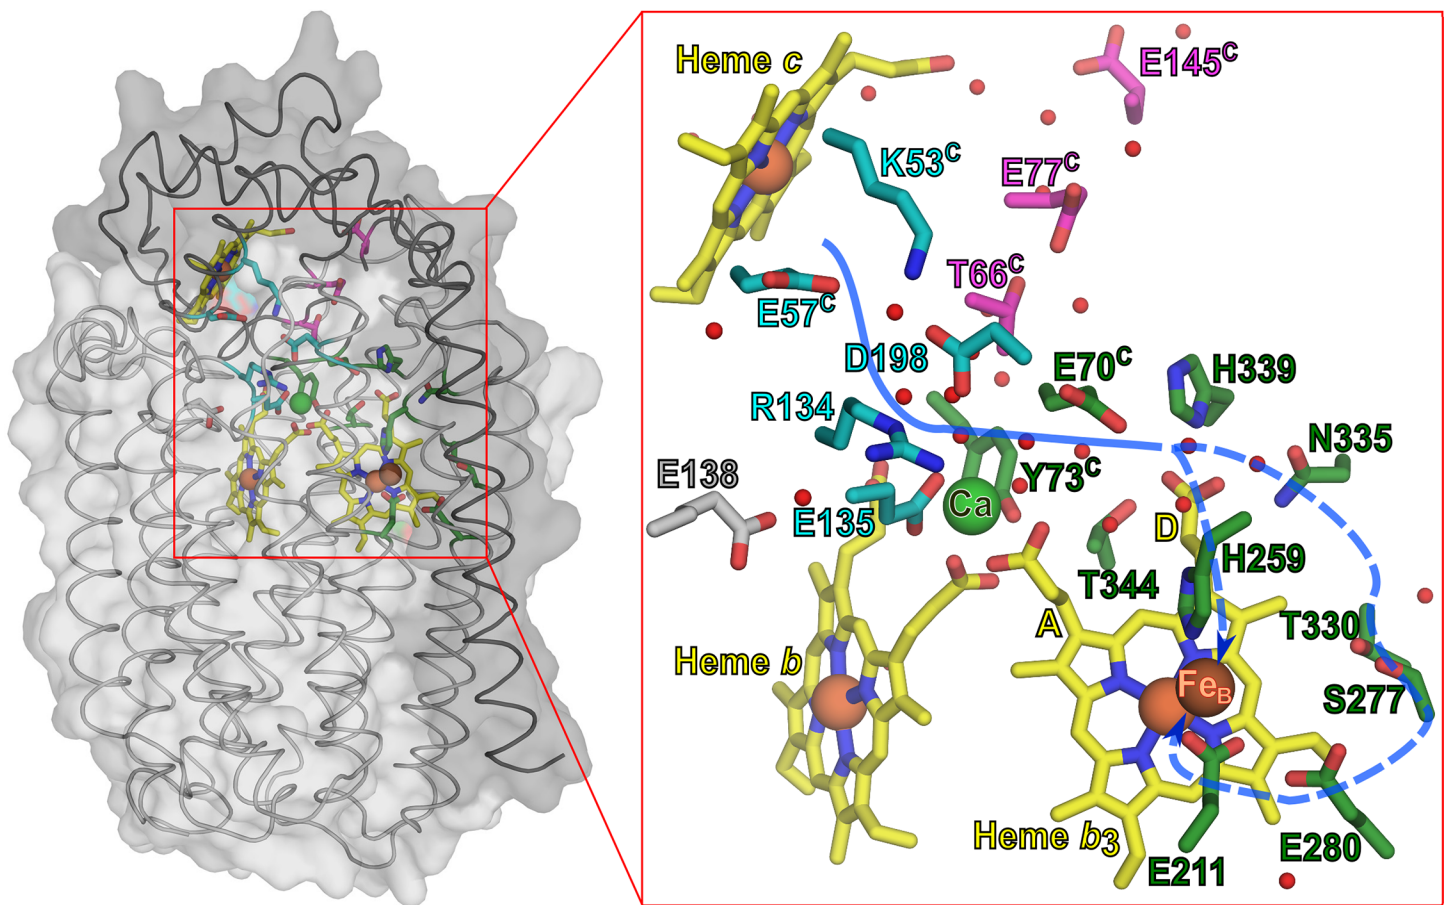 Heme c
E145C
K53C
E77C
T66C
E57C
D198
E70C
H339
R134
N335
E138
Y73C
Ca
E135
D
H259
T344
A
T330
Heme b
FeB
S277
Heme b3
E211
E280